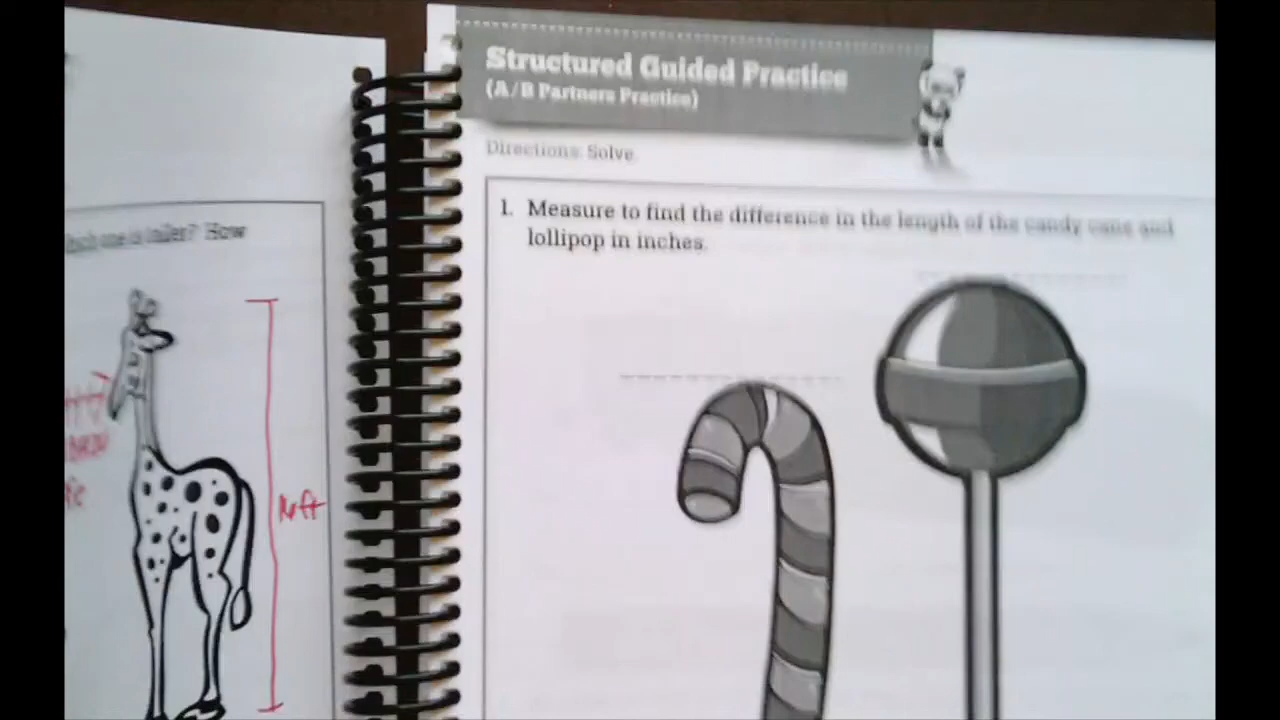 taller? How
ft
Structured Guided Practice
(A/B Partners Practice)
Directions: Solve.
1. Measure to find the difference in the length of the candy cane and
lollipop in inches.